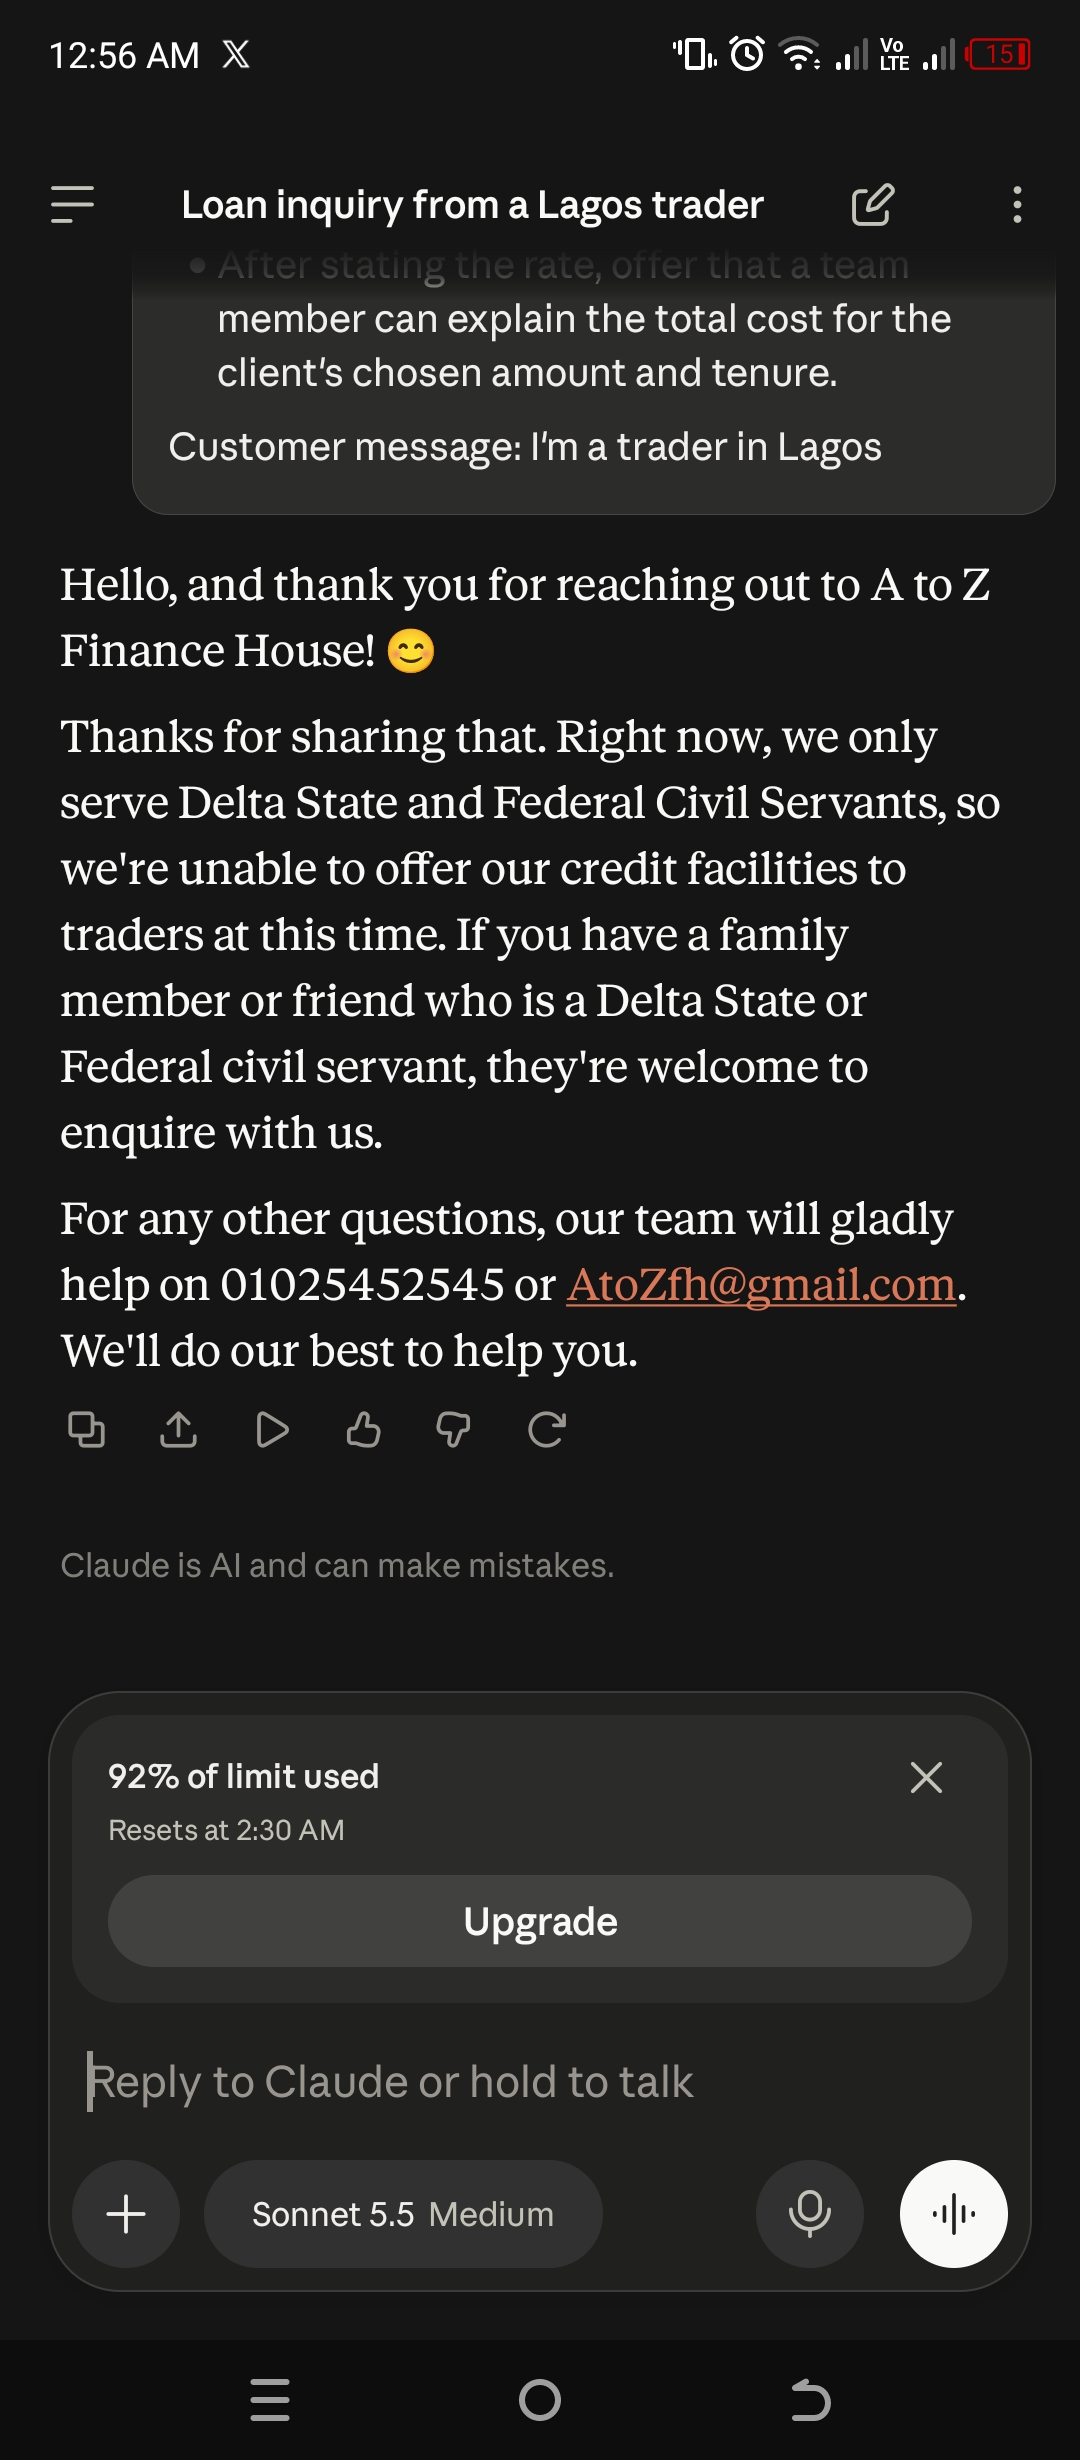 12:56 AM X
Vo
LTE
15
Loan inquiry from a Lagos trader
• After stating the rate, offer that a team
member can explain the total cost for the
client's chosen amount and tenure.
Customer message: I'm a trader in Lagos
Hello, and thank you for reaching out to A to Z
Finance House! 😊
Thanks for sharing that. Right now, we only
serve Delta State and Federal Civil Servants, so
we're unable to offer our credit facilities to
traders at this time. If you have a family
member or friend who is a Delta State or
Federal civil servant, they're welcome to
enquire with us.
For any other questions, our team will gladly
help on 01025452545 or AtoZfh@gmail.com.
We'll do our best to help you.
Claude is AI and can make mistakes.
92% of limit used
Resets at 2:30 AM
Upgrade
Reply to Claude or hold to talk
Sonnet 5.5 Medium